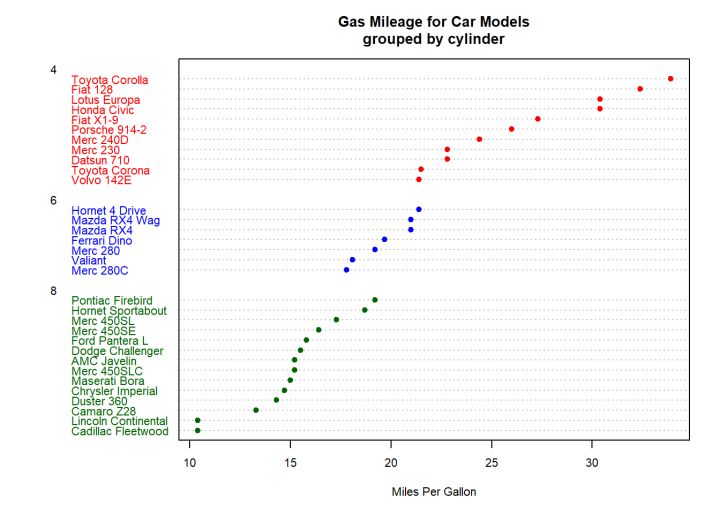 Gas Mileage for Car Models
grouped by cylinder
4
Toyota Corolla
Fiat 128
Lotus Europa
Honda Civic
Fiat X1-9
Porsche 914-2
Merc 240D
Merc 230
Datsun 710
Toyota Corona
Volvo 142E
6
Hornet 4 Drive
Mazda RX4 Wag
Mazda RX4
Ferrari Dino
Merc 280
Valiant
Merc 280C
8
Pontiac Firebird
Hornet Sportabout
Merc 450SL
Merc 450SE
Ford Pantera L
Dodge Challenger
AMC Javelin
Merc 450SLC
Maserati Bora
Chrysler Imperial
Duster 360
Camaro Z28
Lincoln Continental
Cadillac Fleetwood
10 15 20 25 30
Miles Per Gallon